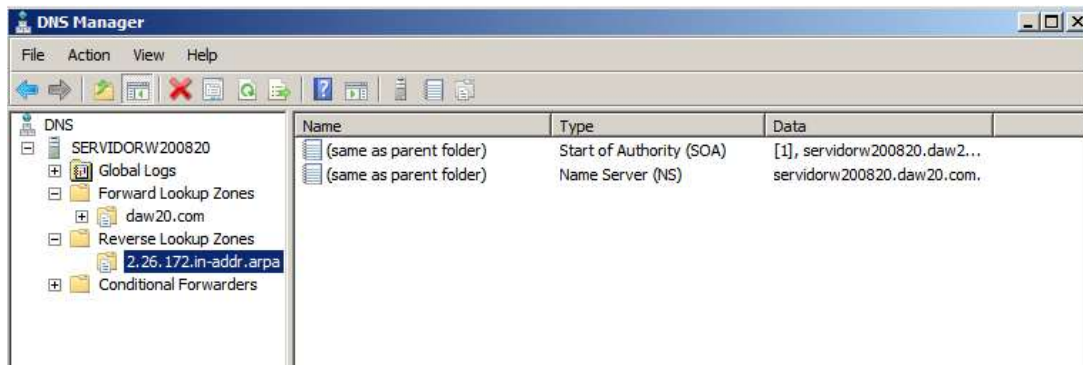 DNS Manager
File Action View Help
DNS
SERVIDORW200820
Global Logs
Forward Lookup Zones
daw20.com
Reverse Lookup Zones
2.26.172.in-addr.arpa
Conditional Forwarders
Name Type Data
(same as parent folder) Start of Authority (SOA) [1], servidorw200820.daw2...
(same as parent folder) Name Server (NS) servidorw200820.daw20.com.